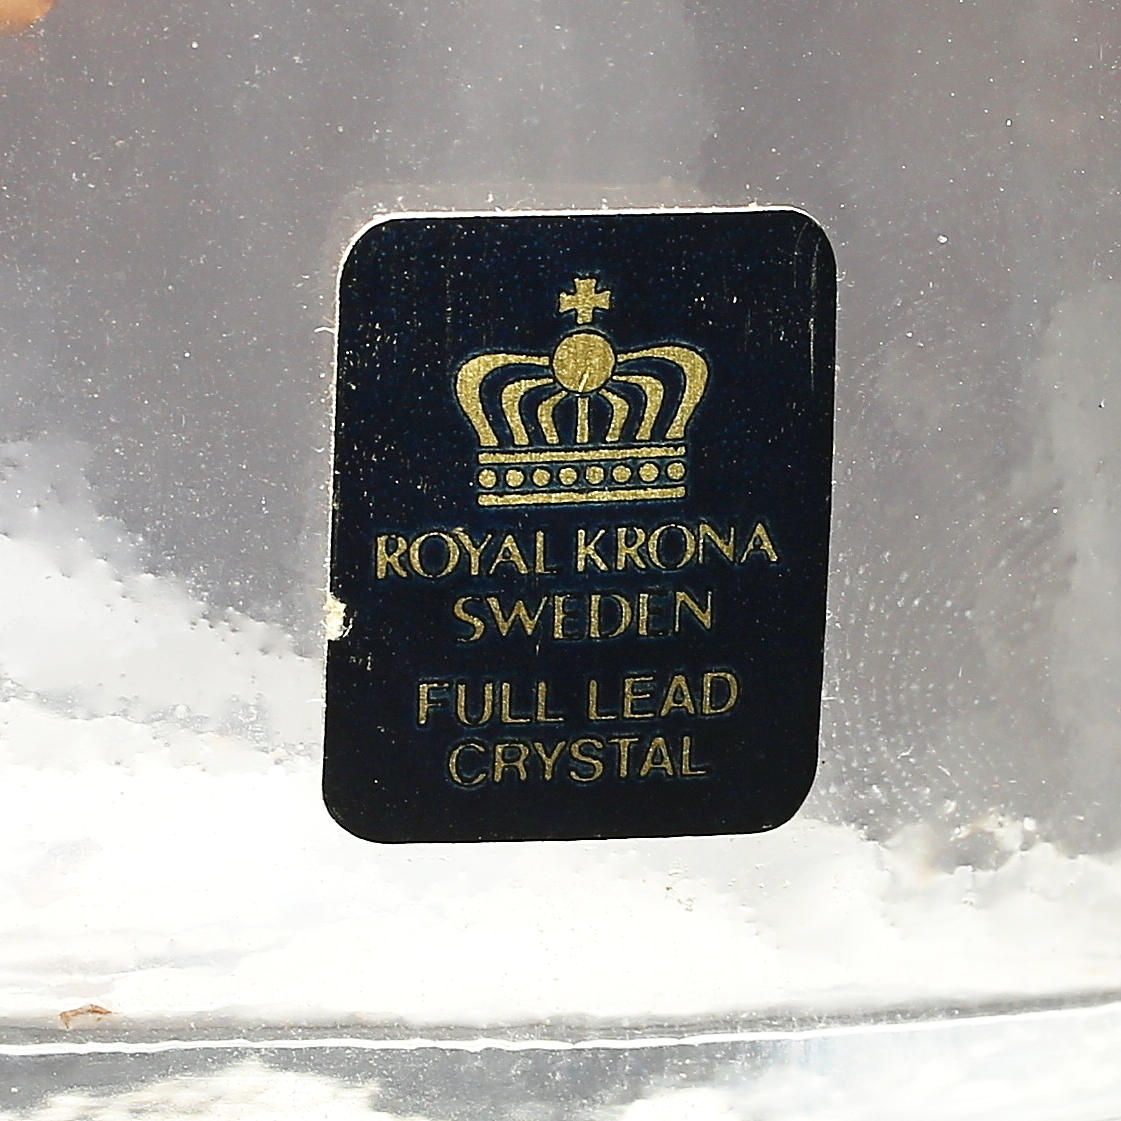 ROYAL KRONA
SWEDEN
FULL LEAD
CRYSTAL